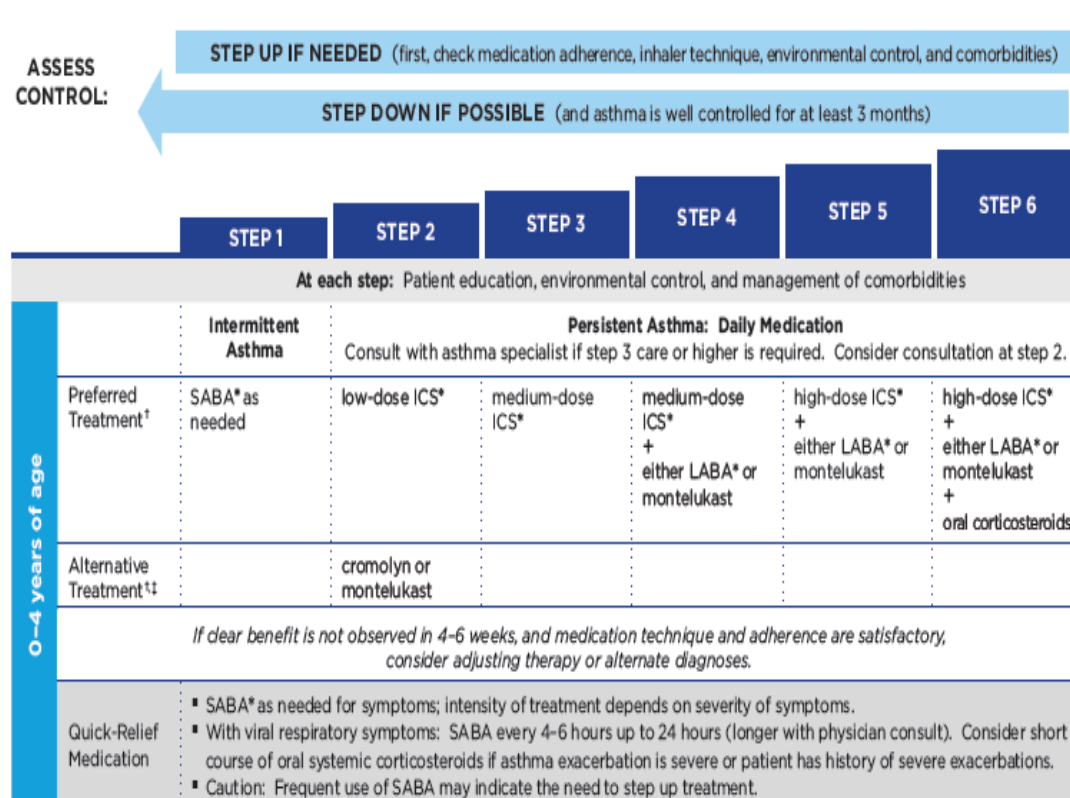 ASSESS
CONTROL:
STEP UP IF NEEDED (first, check medication adherence, inhaler technique, environmental control, and comorbidities)
STEP DOWN IF POSSIBLE (and asthma is well controlled for at least 3 months)
STEP 1
STEP 2
STEP 3
STEP 4
STEP 5
STEP 6
At each step: Patient education, environmental control, and management of comorbidities
0–4 years of age
Intermittent
Asthma
Persistent Asthma: Daily Medication
Consult with asthma specialist if step 3 care or higher is required. Consider consultation at step 2.
Preferred
Treatment†
SABA* as
needed
low-dose ICS*
medium-dose
ICS*
medium-dose
ICS*
+
either LABA* or
montelukast
high-dose ICS*
+
either LABA* or
montelukast
high-dose ICS*
+
either LABA* or
montelukast
+
oral corticosteroids
Alternative
Treatment†,‡
cromolyn or
montelukast
If clear benefit is not observed in 4–6 weeks, and medication technique and adherence are satisfactory,
consider adjusting therapy or alternate diagnoses.
Quick-Relief
Medication
▪ SABA* as needed for symptoms; intensity of treatment depends on severity of symptoms.
▪ With viral respiratory symptoms: SABA every 4–6 hours up to 24 hours (longer with physician consult). Consider short
course of oral systemic corticosteroids if asthma exacerbation is severe or patient has history of severe exacerbations.
▪ Caution: Frequent use of SABA may indicate the need to step up treatment.